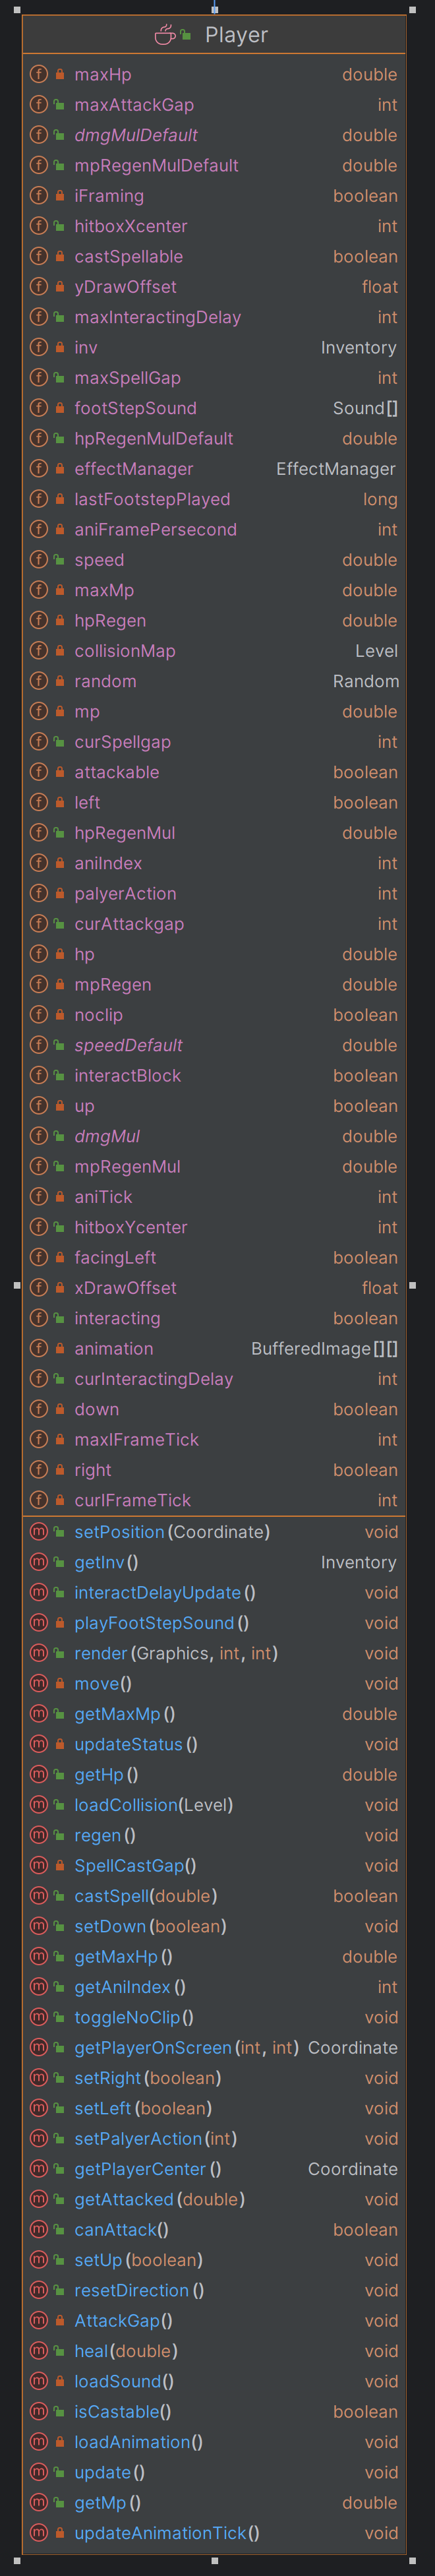 Player
maxHp double
maxAttackGap int
dmgMulDefault double
mpRegenMulDefault double
iFraming boolean
hitboxXcenter int
castSpellable boolean
yDrawOffset float
maxInteractingDelay int
inv Inventory
maxSpellGap int
footStepSound Sound[]
hpRegenMulDefault double
effectManager EffectManager
lastFootstepPlayed long
aniFramePersecond int
speed double
maxMp double
hpRegen double
collisionMap Level
random Random
mp double
curSpellgap int
attackable boolean
left boolean
hpRegenMul double
aniIndex int
palyerAction int
curAttackgap int
hp double
mpRegen double
noclip boolean
speedDefault double
interactBlock boolean
up boolean
dmgMul double
mpRegenMul double
aniTick int
hitboxYcenter int
facingLeft boolean
xDrawOffset float
interacting boolean
animation BufferedImage[][]
curInteractingDelay int
down boolean
maxIFrameTick int
right boolean
curIFrameTick int
setPosition(Coordinate) void
getInv() Inventory
interactDelayUpdate() void
playFootStepSound() void
render(Graphics, int, int) void
move() void
getMaxMp() double
updateStatus() void
getHp() double
loadCollision(Level) void
regen() void
SpellCastGap() void
castSpell(double) boolean
setDown(boolean) void
getMaxHp() double
getAniIndex() int
toggleNoClip() void
getPlayerOnScreen(int, int) Coordinate
setRight(boolean) void
setLeft(boolean) void
setPalyerAction(int) void
getPlayerCenter() Coordinate
getAttacked(double) void
canAttack() boolean
setUp(boolean) void
resetDirection() void
AttackGap() void
heal(double) void
loadSound() void
isCastable() boolean
loadAnimation() void
update() void
getMp() double
updateAnimationTick() void